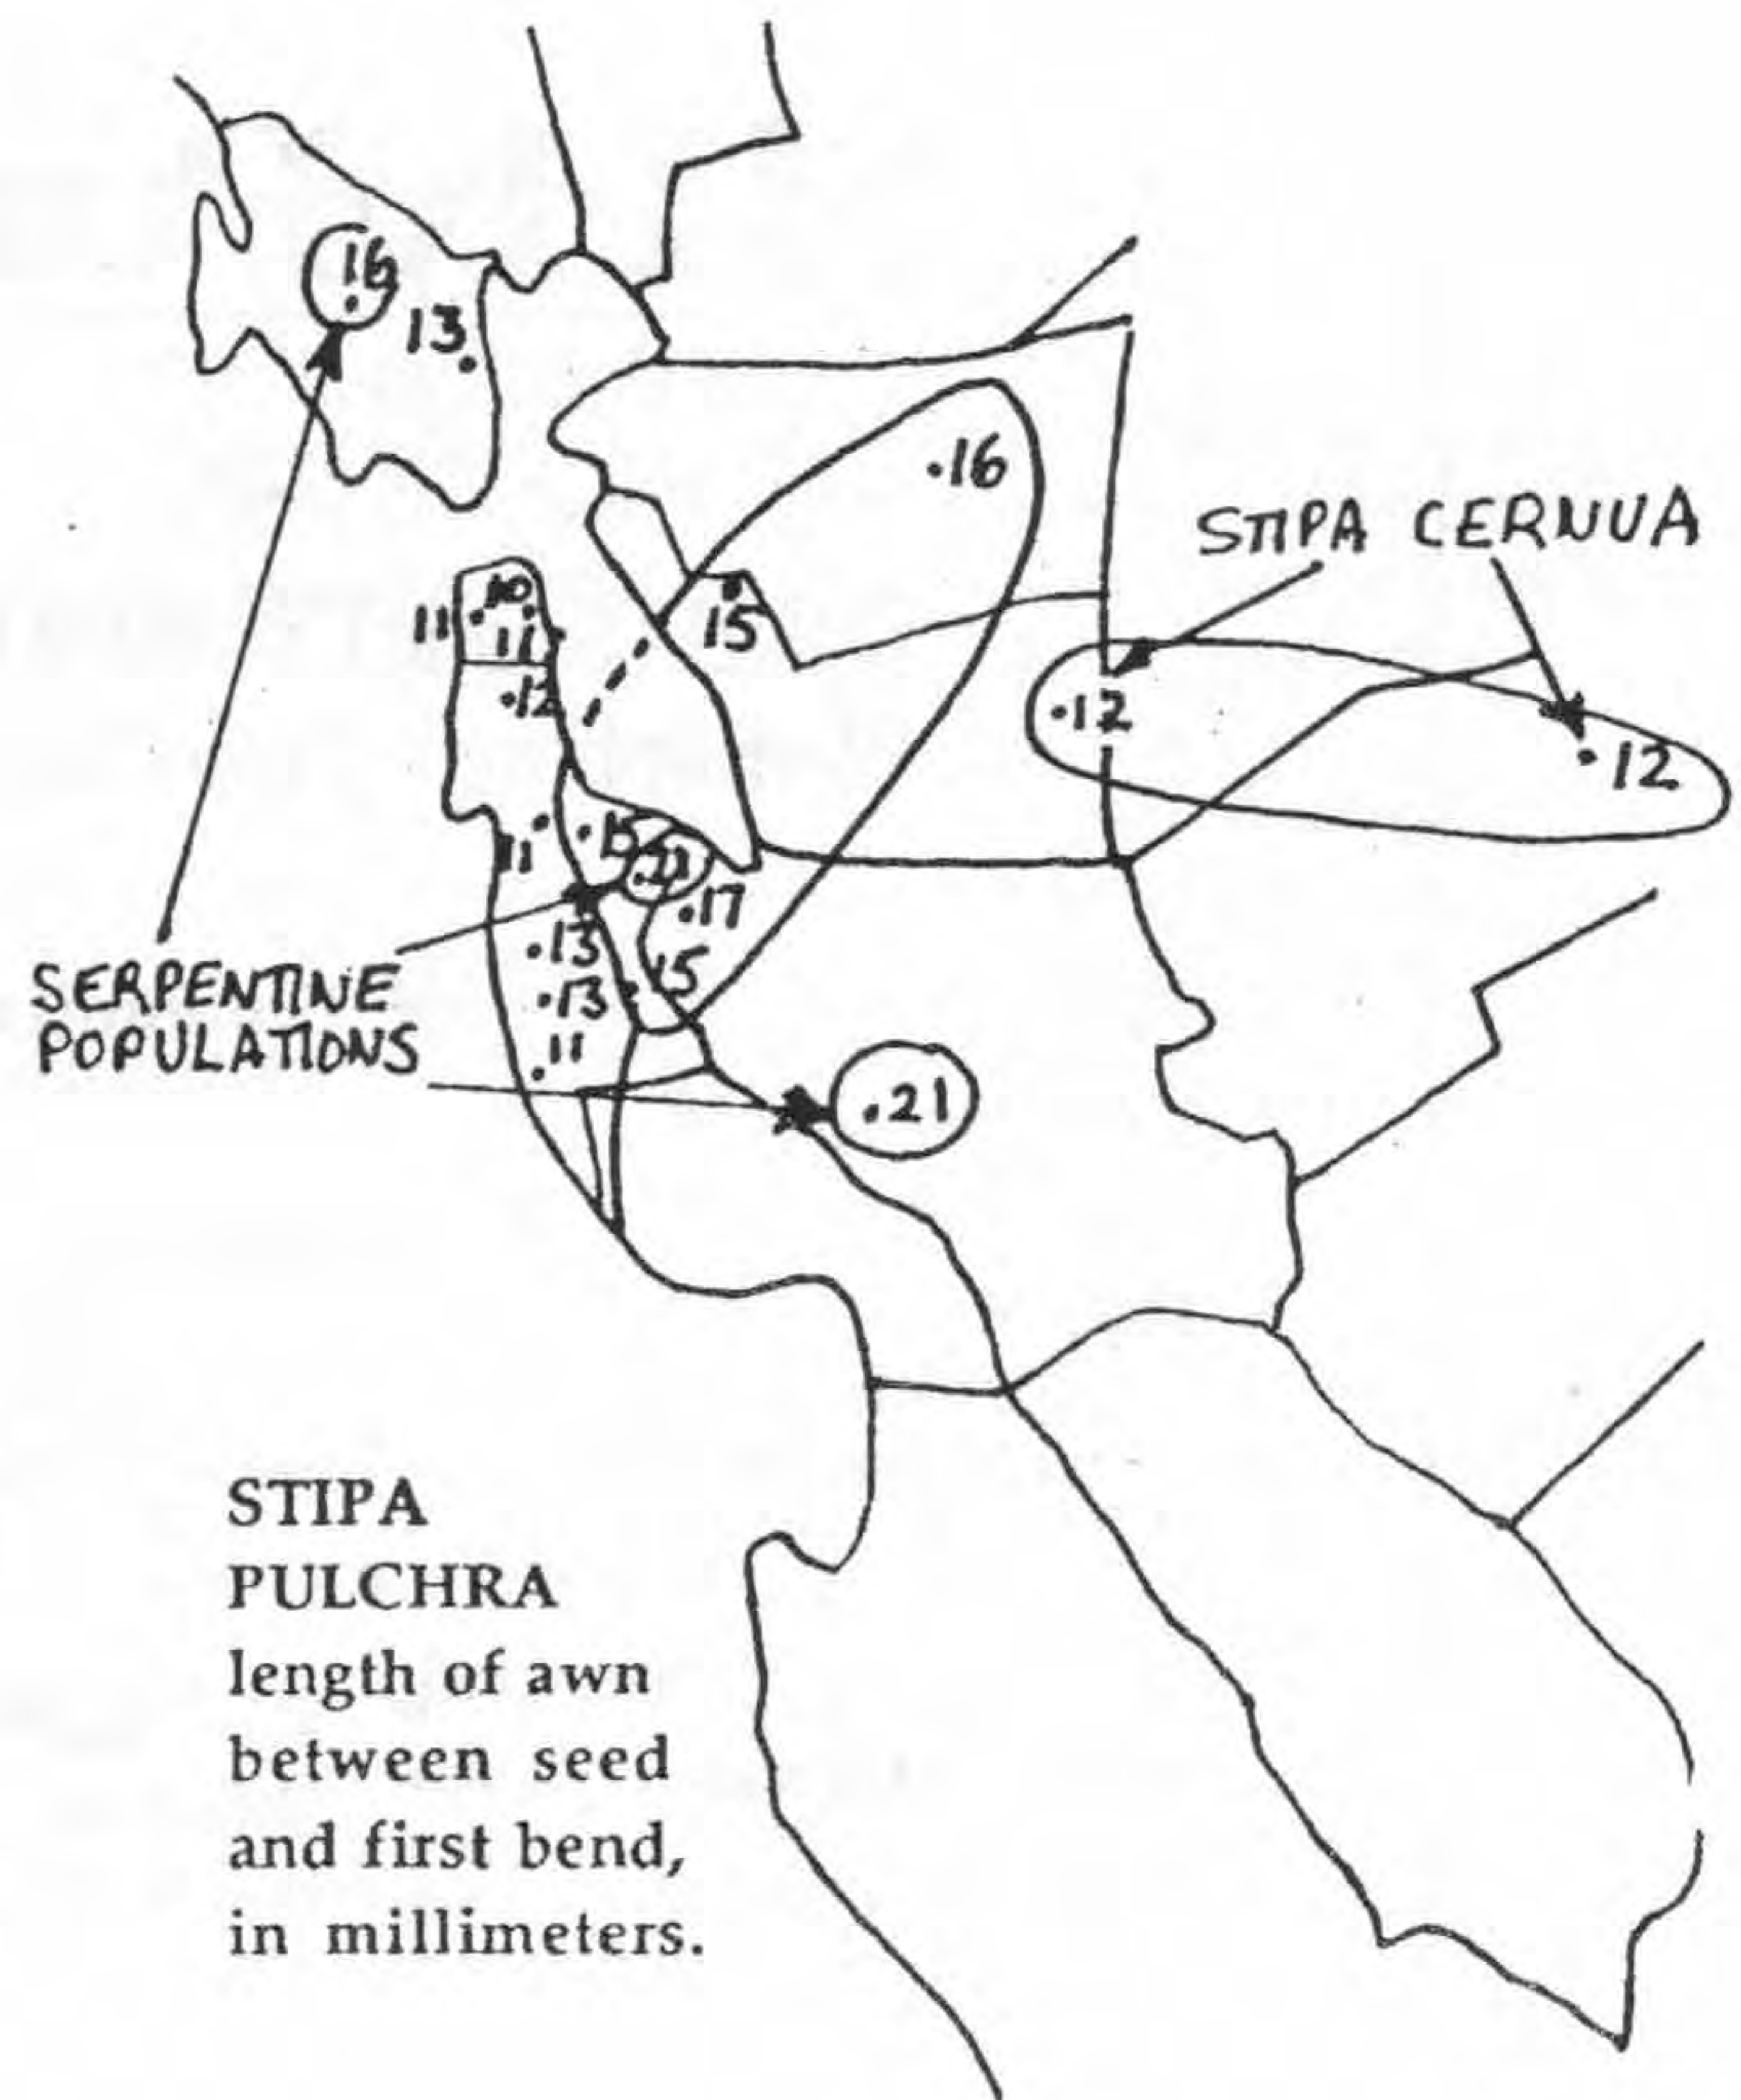 16
13
.16
STIPA CERNUA
10
11
11
15
.12
.12
.12
11
.15
.21
.17
.13
15
SERPENTINE
.13
POPULATIONS
.11
.21
STIPA
PULCHRA
length of awn
between seed
and first bend,
in millimeters.